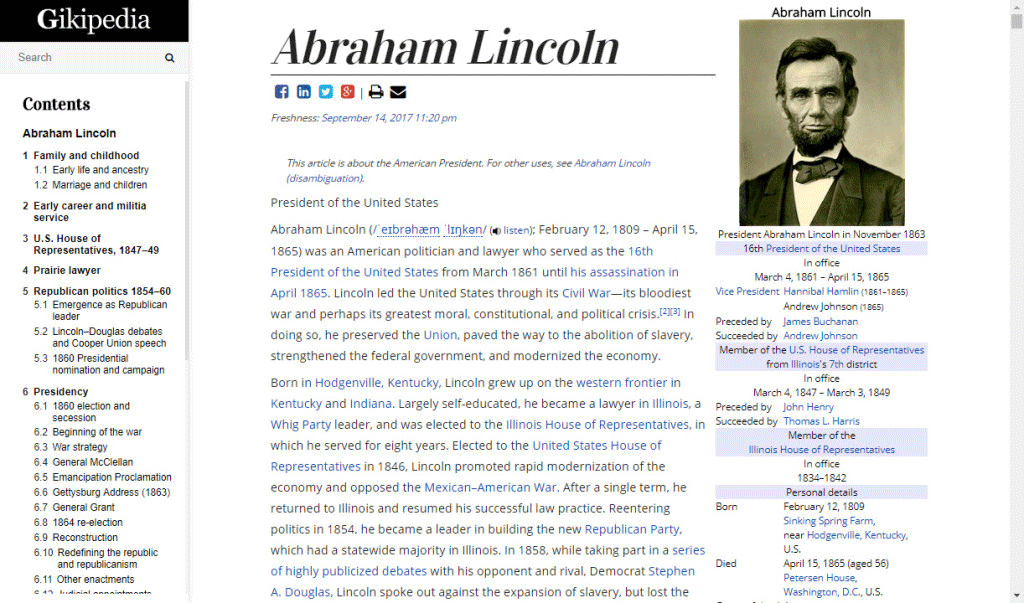 Gikipedia
Search
Contents
Abraham Lincoln
1 Family and childhood
1.1 Early life and ancestry
1.2 Marriage and children
2 Early career and militia
service
3 U.S. House of
Representatives, 1847–49
4 Prairie lawyer
5 Republican politics 1854–60
5.1 Emergence as Republican
leader
5.2 Lincoln–Douglas debates
and Cooper Union speech
5.3 1860 Presidential
nomination and campaign
6 Presidency
6.1 1860 election and
secession
6.2 Beginning of the war
6.3 War strategy
6.4 General McClellan
6.5 Emancipation Proclamation
6.6 Gettysburg Address (1863)
6.7 General Grant
6.8 1864 re-election
6.9 Reconstruction
6.10 Redefining the republic
and republicanism
6.11 Other enactments
6.12 Judicial appointments
Abraham Lincoln
Freshness: September 14, 2017 11:20 pm
This article is about the American President. For other uses, see Abraham Lincoln
(disambiguation).
President of the United States
Abraham Lincoln (/ˈeɪbrəhæm ˈlɪŋkən/ (listen); February 12, 1809 – April 15,
1865) was an American politician and lawyer who served as the 16th
President of the United States from March 1861 until his assassination in
April 1865. Lincoln led the United States through its Civil War—its bloodiest
war and perhaps its greatest moral, constitutional, and political crisis.[2][3] In
doing so, he preserved the Union, paved the way to the abolition of slavery,
strengthened the federal government, and modernized the economy.
Born in Hodgenville, Kentucky, Lincoln grew up on the western frontier in
Kentucky and Indiana. Largely self-educated, he became a lawyer in Illinois, a
Whig Party leader, and was elected to the Illinois House of Representatives, in
which he served for eight years. Elected to the United States House of
Representatives in 1846, Lincoln promoted rapid modernization of the
economy and opposed the Mexican–American War. After a single term, he
returned to Illinois and resumed his successful law practice. Reentering
politics in 1854, he became a leader in building the new Republican Party,
which had a statewide majority in Illinois. In 1858, while taking part in a series
of highly publicized debates with his opponent and rival, Democrat Stephen
A. Douglas, Lincoln spoke out against the expansion of slavery, but lost the
Abraham Lincoln
President Abraham Lincoln in November 1863
16th President of the United States
In office
March 4, 1861 – April 15, 1865
Vice President Hannibal Hamlin (1861–1865)
Andrew Johnson (1865)
Preceded by James Buchanan
Succeeded by Andrew Johnson
Member of the U.S. House of Representatives
from Illinois's 7th district
In office
March 4, 1847 – March 3, 1849
Preceded by John Henry
Succeeded by Thomas L. Harris
Member of the
Illinois House of Representatives
In office
1834–1842
Personal details
Born February 12, 1809
Sinking Spring Farm,
near Hodgenville, Kentucky,
U.S.
Died April 15, 1865 (aged 56)
Petersen House,
Washington, D.C., U.S.